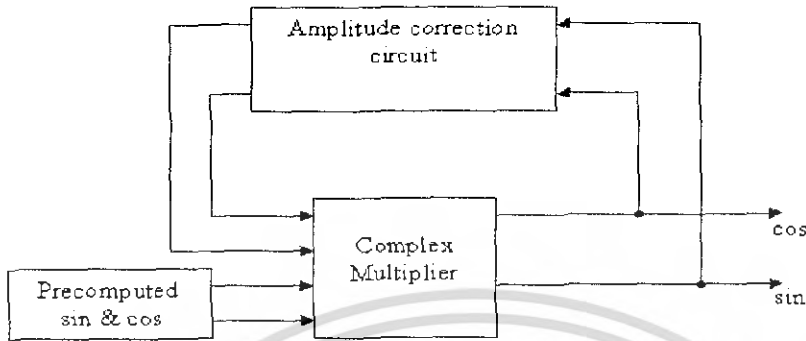 Amplitude correction
circuit
Complex
Multiplier
cos
Precomputed
sin & cos
sin